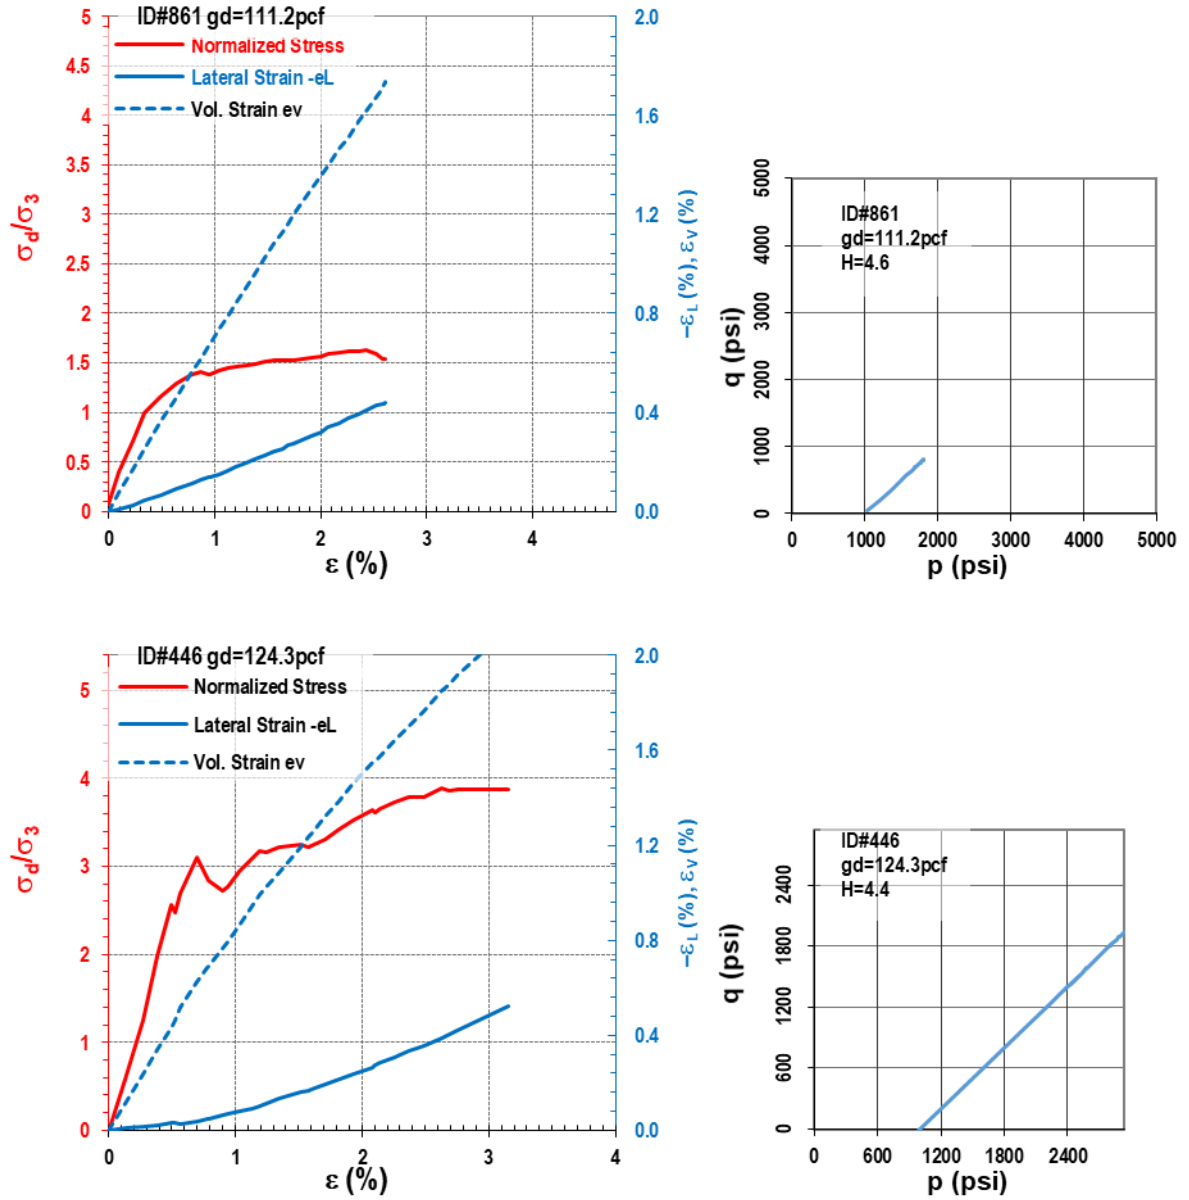 ID#861 gd=111.2pcf
Normalized Stress
Lateral Strain -eL
Vol. Strain ev
5
4.5
4
3.5
3
2.5
2
1.5
1
0.5
0
σd/σ3
2.0
1.6
1.2
0.8
0.4
0.0
–εL (%), εV (%)
0 1 2 3 4
ε (%)
ID#861
gd=111.2pcf
H=4.6
5000
4000
3000
2000
1000
0
q (psi)
0 1000 2000 3000 4000 5000
p (psi)
ID#446 gd=124.3pcf
Normalized Stress
Lateral Strain -eL
Vol. Strain ev
5
4
3
2
1
0
σd/σ3
2.0
1.6
1.2
0.8
0.4
0.0
–εL (%), εV (%)
0 1 2 3 4
ε (%)
ID#446
gd=124.3pcf
H=4.4
2400
1800
1200
600
0
q (psi)
0 600 1200 1800 2400
p (psi)